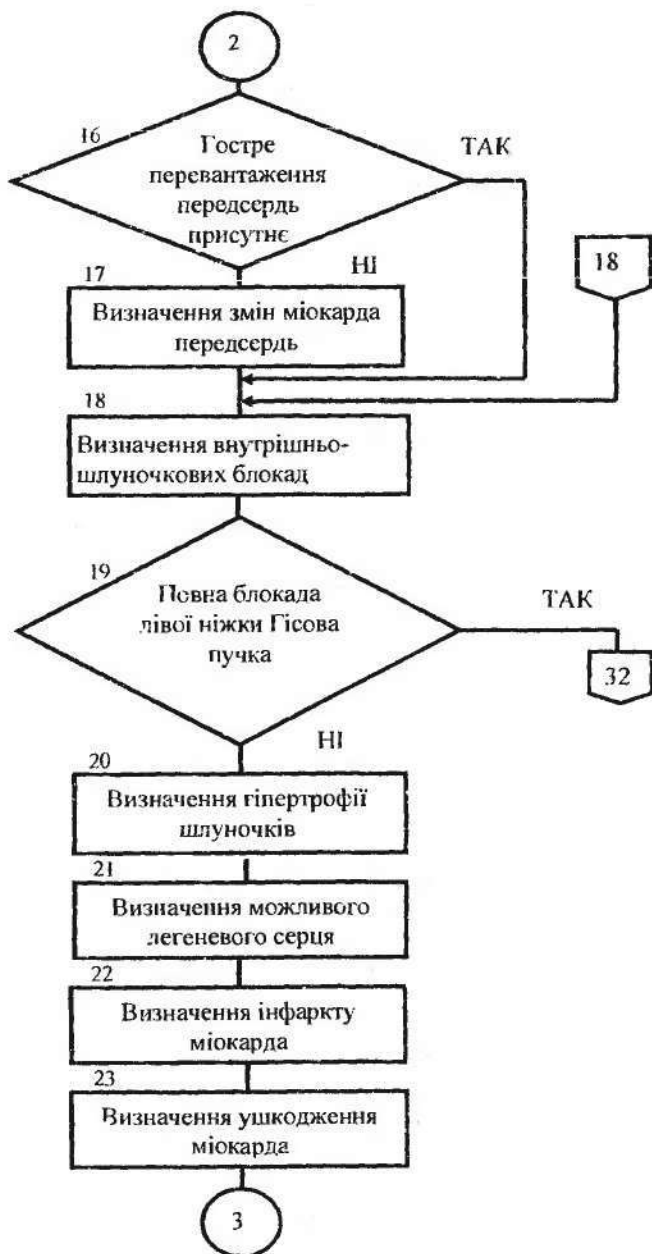 2
16
Гостре
перевантаження
передсердь
присутнє
ТАК
НІ
18
17
Визначення змін міокарда
передсердь
18
Визначення внутрішньо-
шлуночкових блокад
19
Повна блокада
лівої ніжки Гісова
пучка
ТАК
32
НІ
20
Визначення гіпертрофії
шлуночків
21
Визначення можливого
легеневого серця
22
Визначення інфаркту
міокарда
23
Визначення ушкодження
міокарда
3